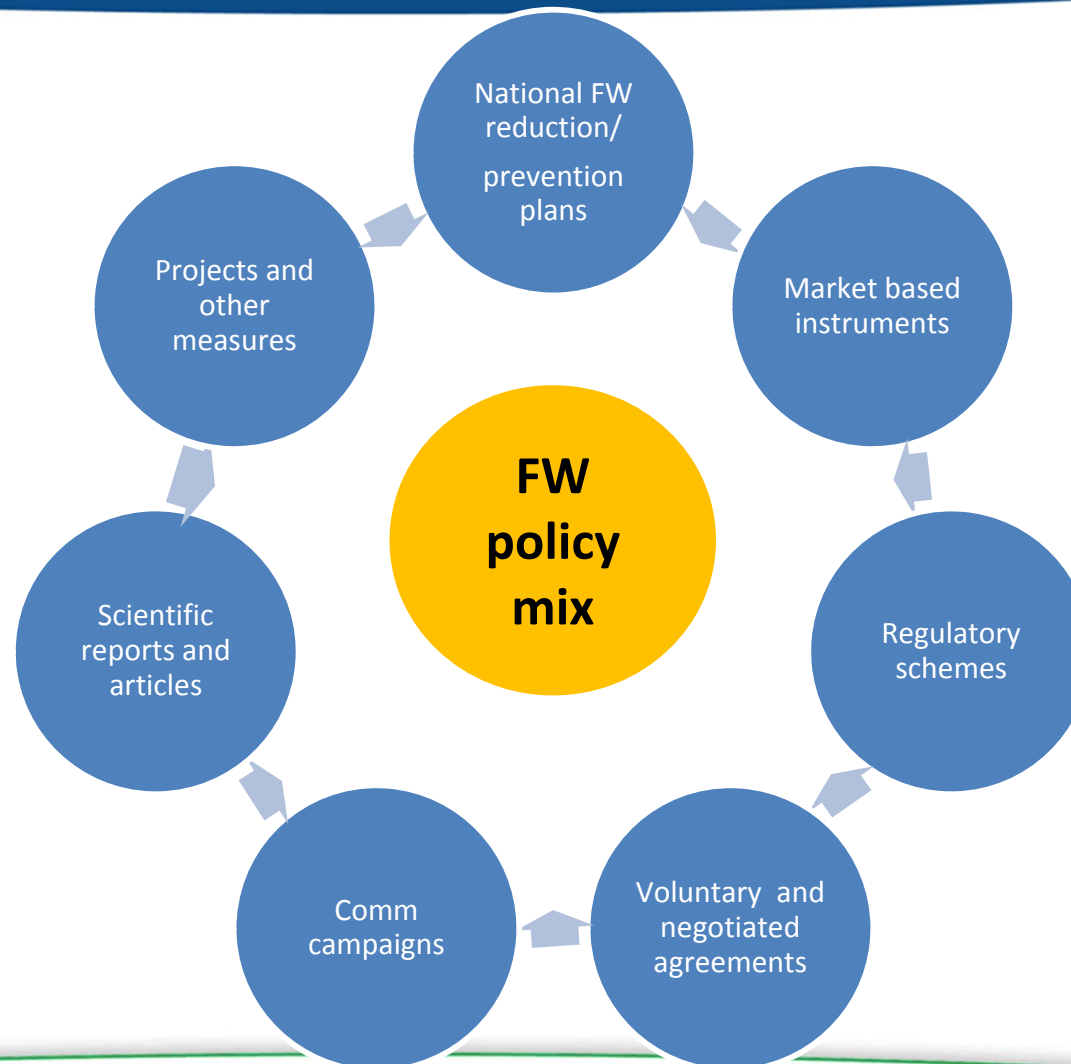 National FW
reduction/
prevention
plans
Market based
instruments
Regulatory
schemes
Voluntary and
negotiated
agreements
Comm
campaigns
Scientific
reports and
articles
Projects and
other
measures
FW
policy
mix